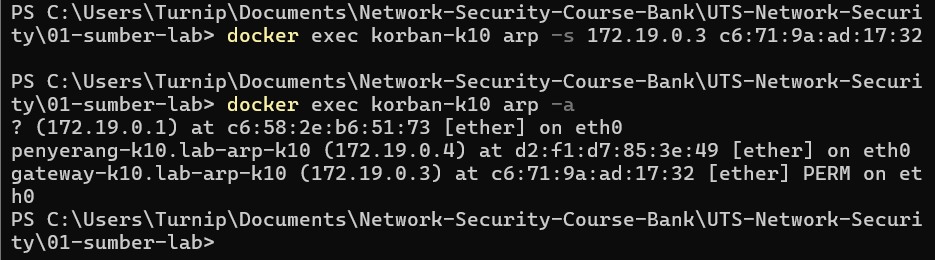 PS C:\Users\Turnip\Documents\Network-Security-Course-Bank\UTS-Network-Securi
ty\01-sumber-lab> docker exec korban-k10 arp -s 172.19.0.3 c6:71:9a:ad:17:32
PS C:\Users\Turnip\Documents\Network-Security-Course-Bank\UTS-Network-Securi
ty\01-sumber-lab> docker exec korban-k10 arp -a
? (172.19.0.1) at c6:58:2e:b6:51:73 [ether] on eth0
penyerang-k10.lab-arp-k10 (172.19.0.4) at d2:f1:d7:85:3e:49 [ether] on eth0
gateway-k10.lab-arp-k10 (172.19.0.3) at c6:71:9a:ad:17:32 [ether] PERM on et
h0
PS C:\Users\Turnip\Documents\Network-Security-Course-Bank\UTS-Network-Securi
ty\01-sumber-lab>